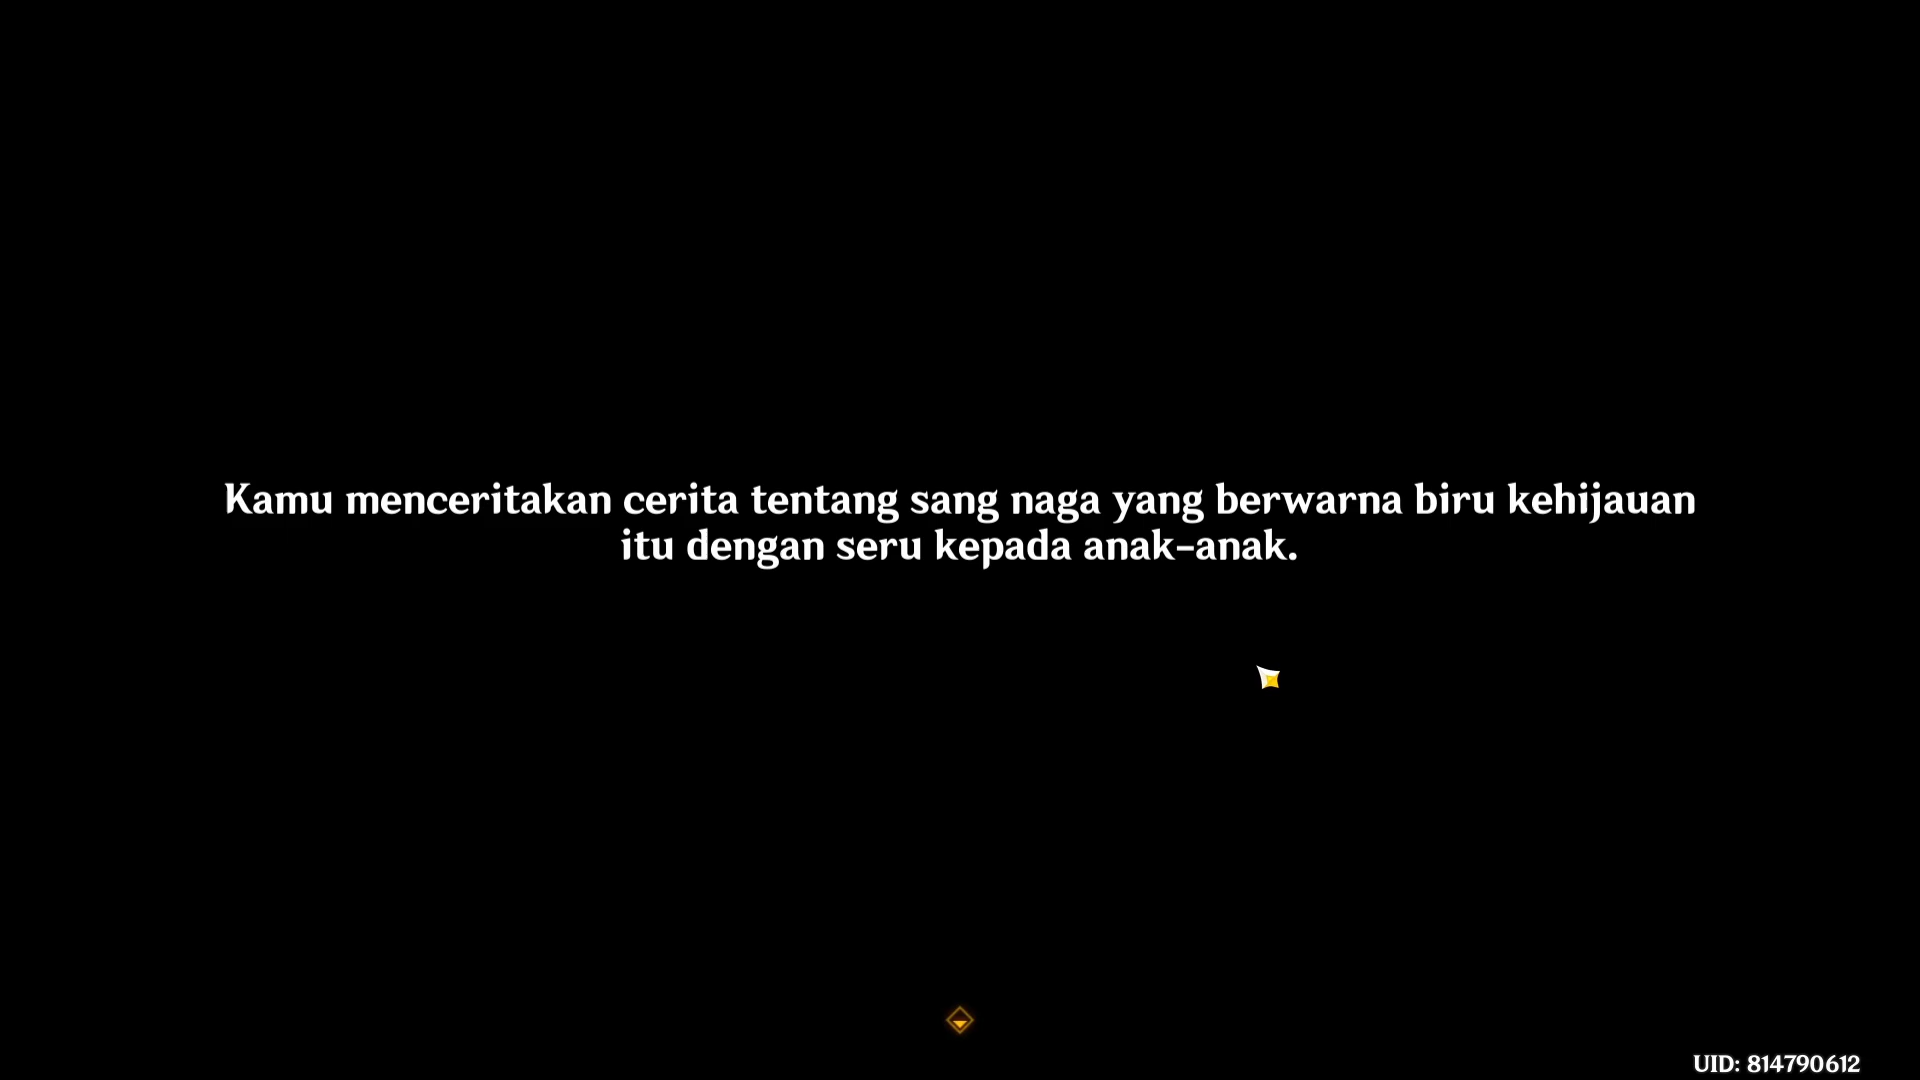 Kamu menceritakan cerita tentang sang naga yang berwarna biru kehijauan
itu dengan seru kepada anak-anak.
UID: 814790612